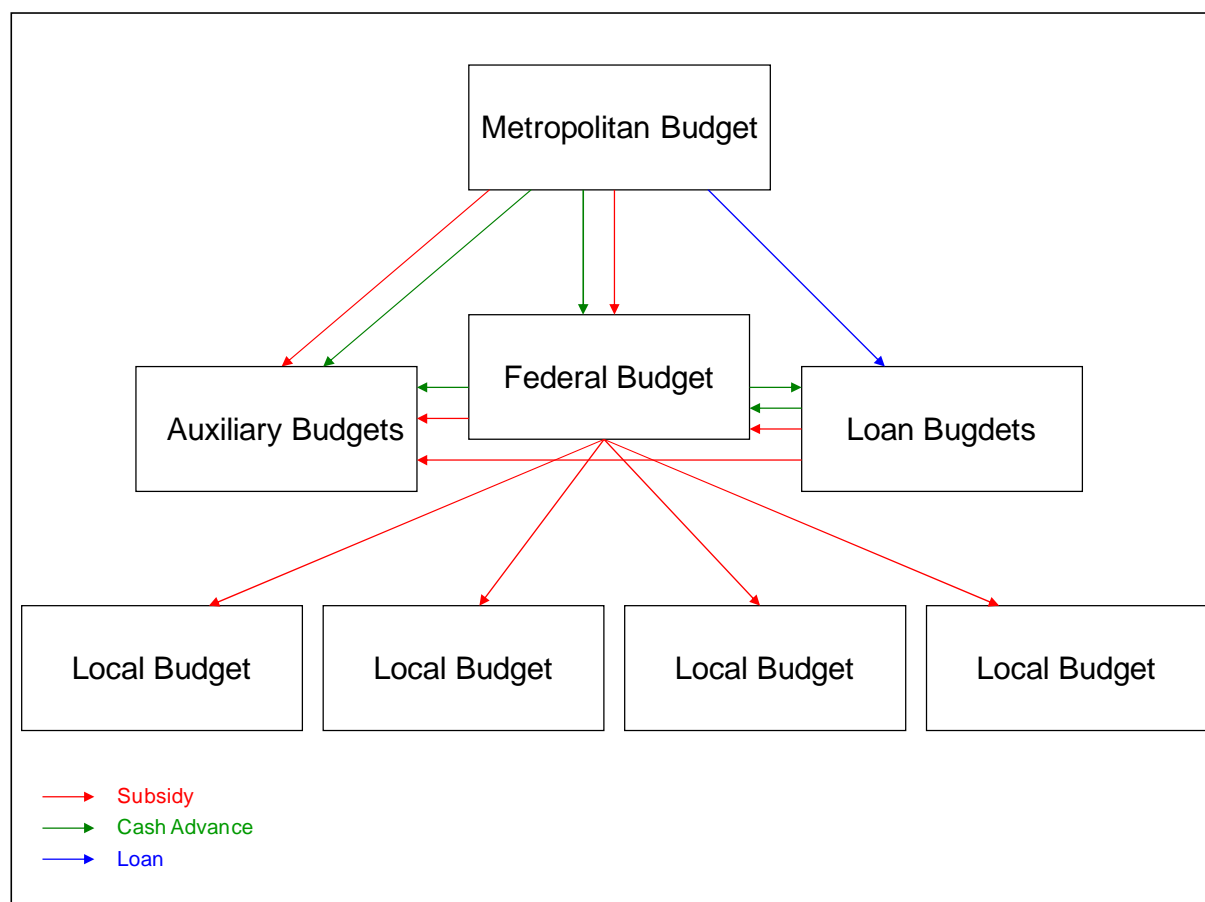 Metropolitan Budget
Federal Budget
Auxiliary Budgets
Loan Bugdets
Local Budget
Local Budget
Local Budget
Local Budget
Subsidy
Cash Advance
Loan